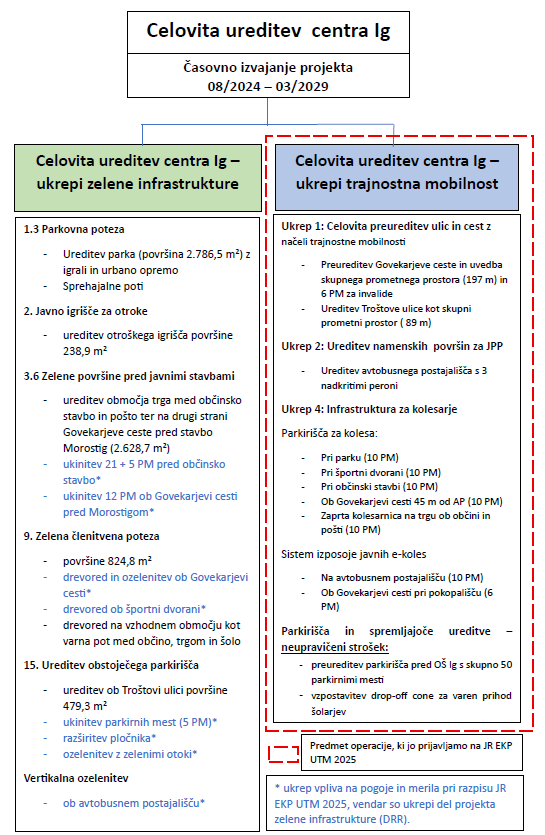 Celovita ureditev centra Ig
Časovno izvajanje projekta
08/2024 – 03/2029
Celovita ureditev centra Ig –
ukrepi zelene infrastrukture
1.3 Parkovna poteza
- Ureditev parka (površina 2.786,5 m²) z
igrali in urbano opremo
- Sprehajalne poti
2. Javno igrišče za otroke
- ureditev otroškega igrišča površine
238,9 m²
3.6 Zelene površine pred javnimi stavbami
- ureditev območja trga med občinsko
stavbo in pošto ter na drugi strani
Govekarjeve ceste pred stavbo
Morostig (2.628,7 m²)
- ukinitev 21 + 5 PM pred občinsko
stavbo*
- ukinitev 12 PM ob Govekarjevi cesti
pred Morostigom*
9. Zelena členitvena poteza
- površine 824,8 m²
- drevored in ozelenitev ob Govekarjevi
cesti*
- drevored ob športni dvorani*
- drevored na vzhodnem območju kot
varna pot med občino, trgom in šolo
15. Ureditev obstoječega parkirišča
- ureditev ob Troštovi ulici površine
479,3 m²
- ukinitev parkirnih mest (5 PM)*
- razširitev pločnika*
- ozelenitev z zelenimi otoki*
Vertikalna ozelenitev
- ob avtobusnem postajališču*
Celovita ureditev centra Ig –
ukrepi trajnostna mobilnost
Ukrep 1: Celovita preureditev ulic in cest z
načeli trajnostne mobilnosti
- Preureditev Govekarjeve ceste in uvedba
skupnega prometnega prostora (197 m) in
6 PM za invalide
- Ureditev Troštove ulice kot skupni
prometni prostor ( 89 m)
Ukrep 2: Ureditev namenskih površin za JPP
- Ureditev avtobusnega postajališča s 3
nadkritimi peroni
Ukrep 4: Infrastruktura za kolesarje
Parkirišča za kolesa:
- Pri parku (10 PM)
- Pri športni dvorani (10 PM)
- Pri občinski stavbi (10 PM)
- Ob Govekarjevi cesti 45 m od AP (10 PM)
- Zaprta kolesarnica na trgu ob občini in
pošti (10 PM)
Sistem izposoje javnih e-koles
- Na avtobusnem postajališču (10 PM)
- Ob Govekarjevi cesti pri pokopališču (6
PM)
Parkirišča in spremljajoče ureditve –
neupravičeni strošek:
- preureditev parkirišča pred OŠ Ig s skupno 50
parkirnimi mesti
- vzpostavitev drop-off cone za varen prihod
šolarjev
Predmet operacije, ki jo prijavljamo na JR EKP
UTM 2025
* ukrep vpliva na pogoje in merila pri razpisu JR
EKP UTM 2025, vendar so ukrepi del projekta
zelene infrastrukture (DRR).